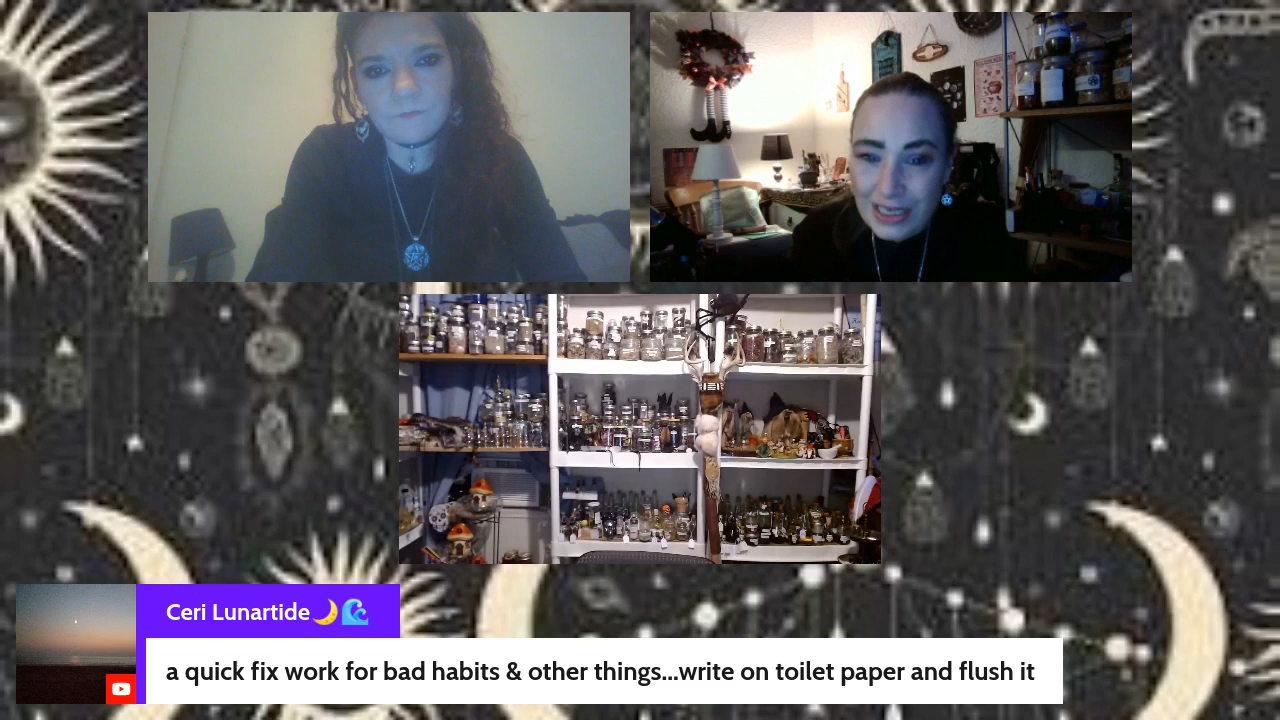 Ceri Lunartide🌙🌊
a quick fix work for bad habits & other things...write on toilet paper and flush it